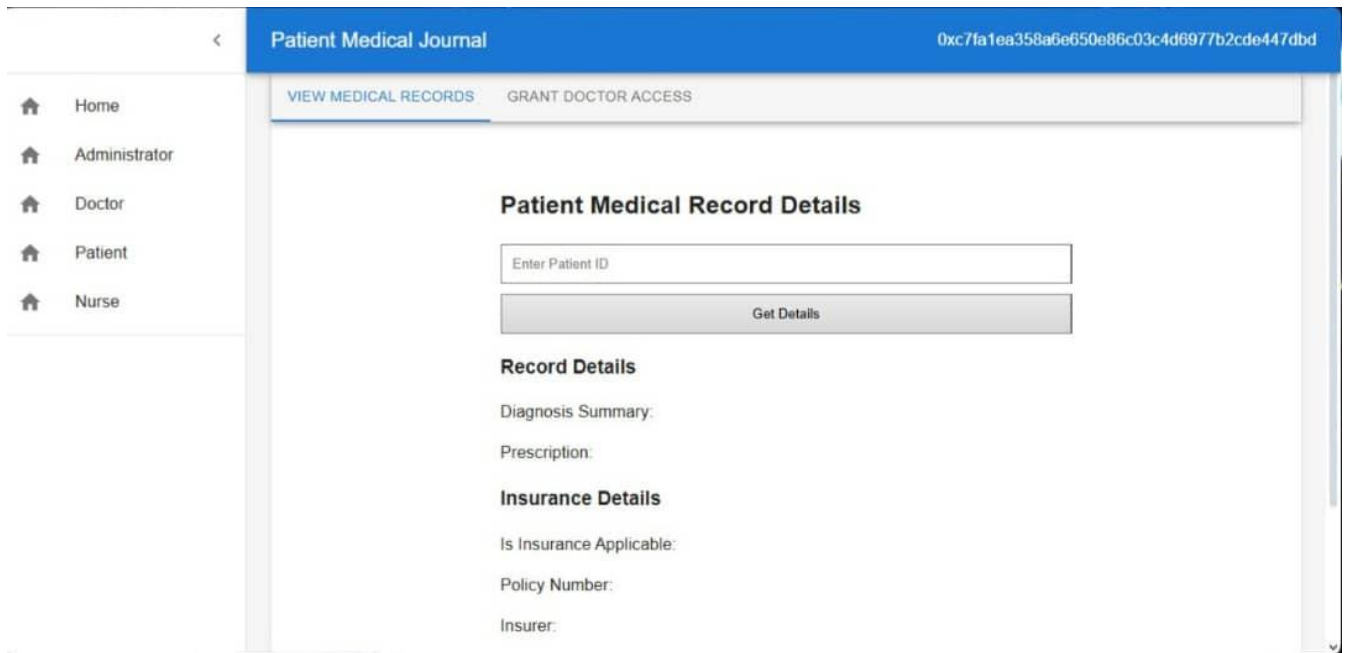 Patient Medical Journal
0xc7fa1ea358a6e650e86c03c4d6977b2cde447dbd
Home
Administrator
Doctor
Patient
Nurse
VIEW MEDICAL RECORDS
GRANT DOCTOR ACCESS
Patient Medical Record Details
Enter Patient ID
Get Details
Record Details
Diagnosis Summary:
Prescription:
Insurance Details
Is Insurance Applicable:
Policy Number:
Insurer: